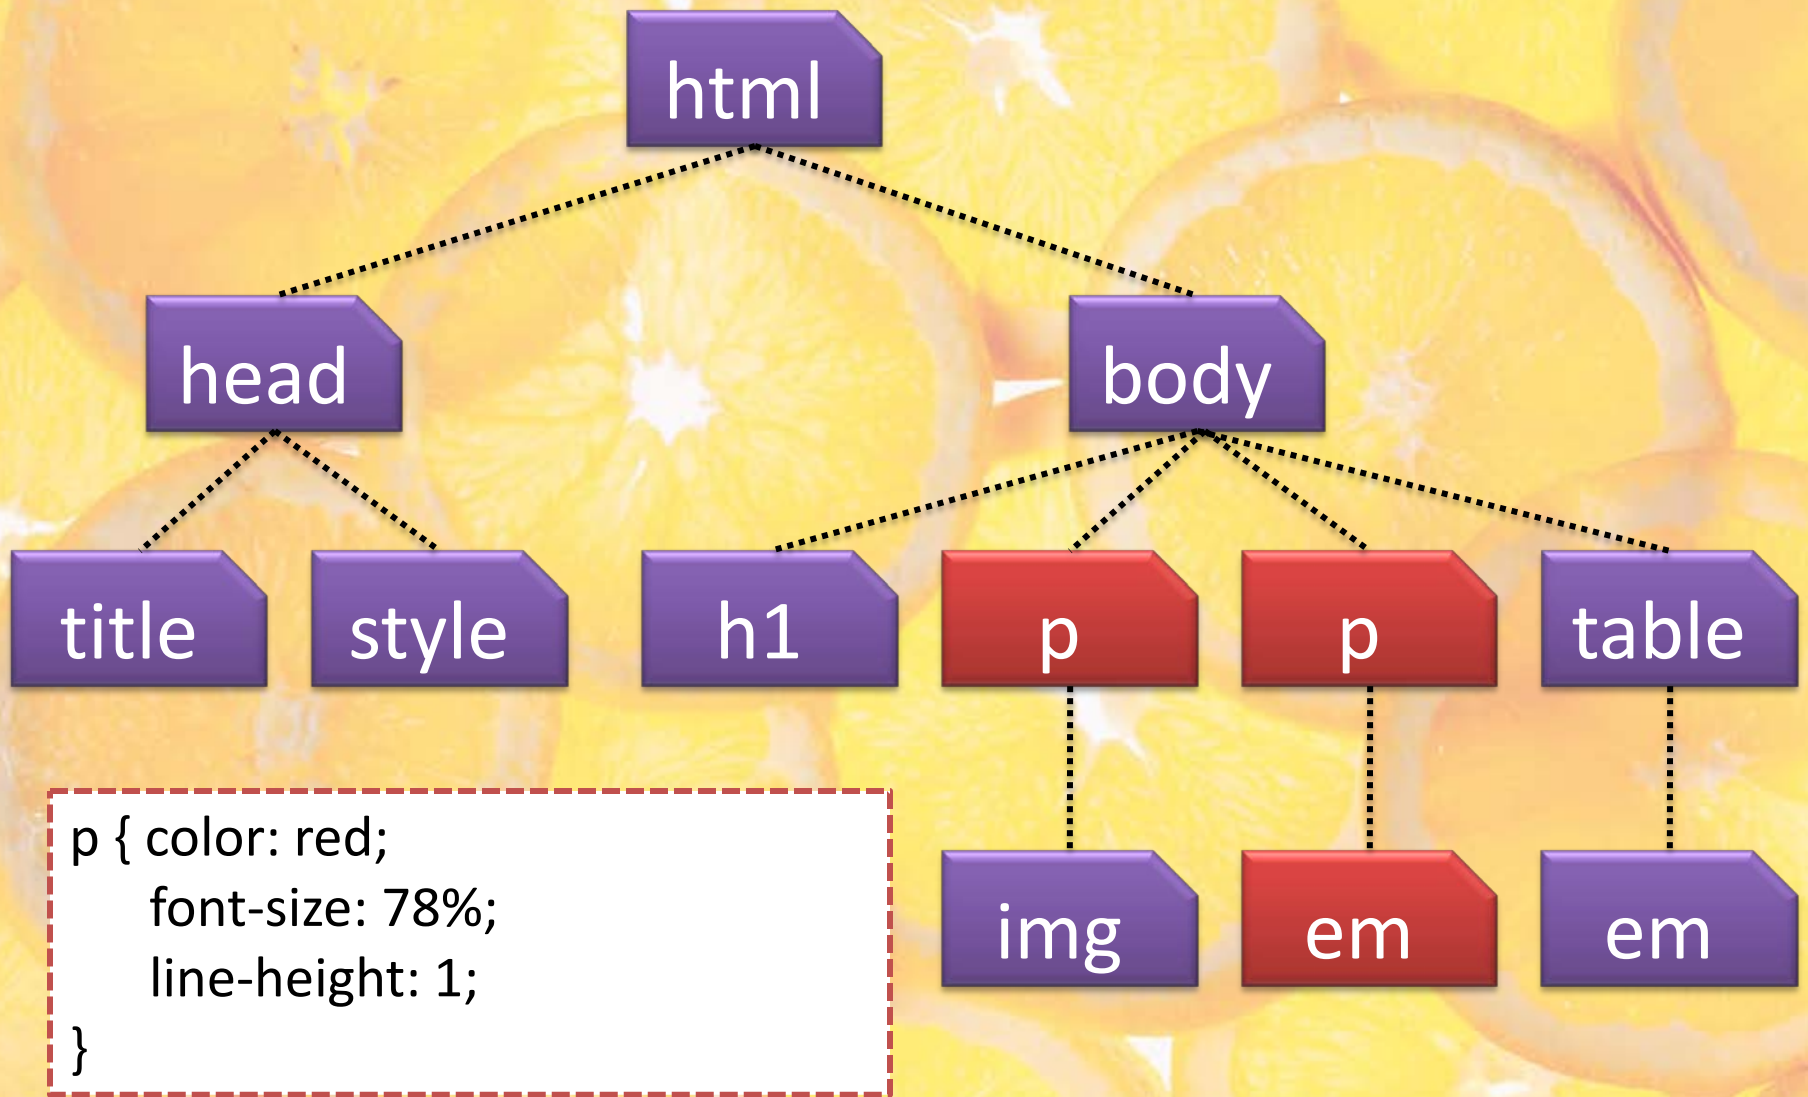 html
head
body
title
style
h1
p
p
table
img
em
em
p { color: red;
font-size: 78%;
line-height: 1;
}